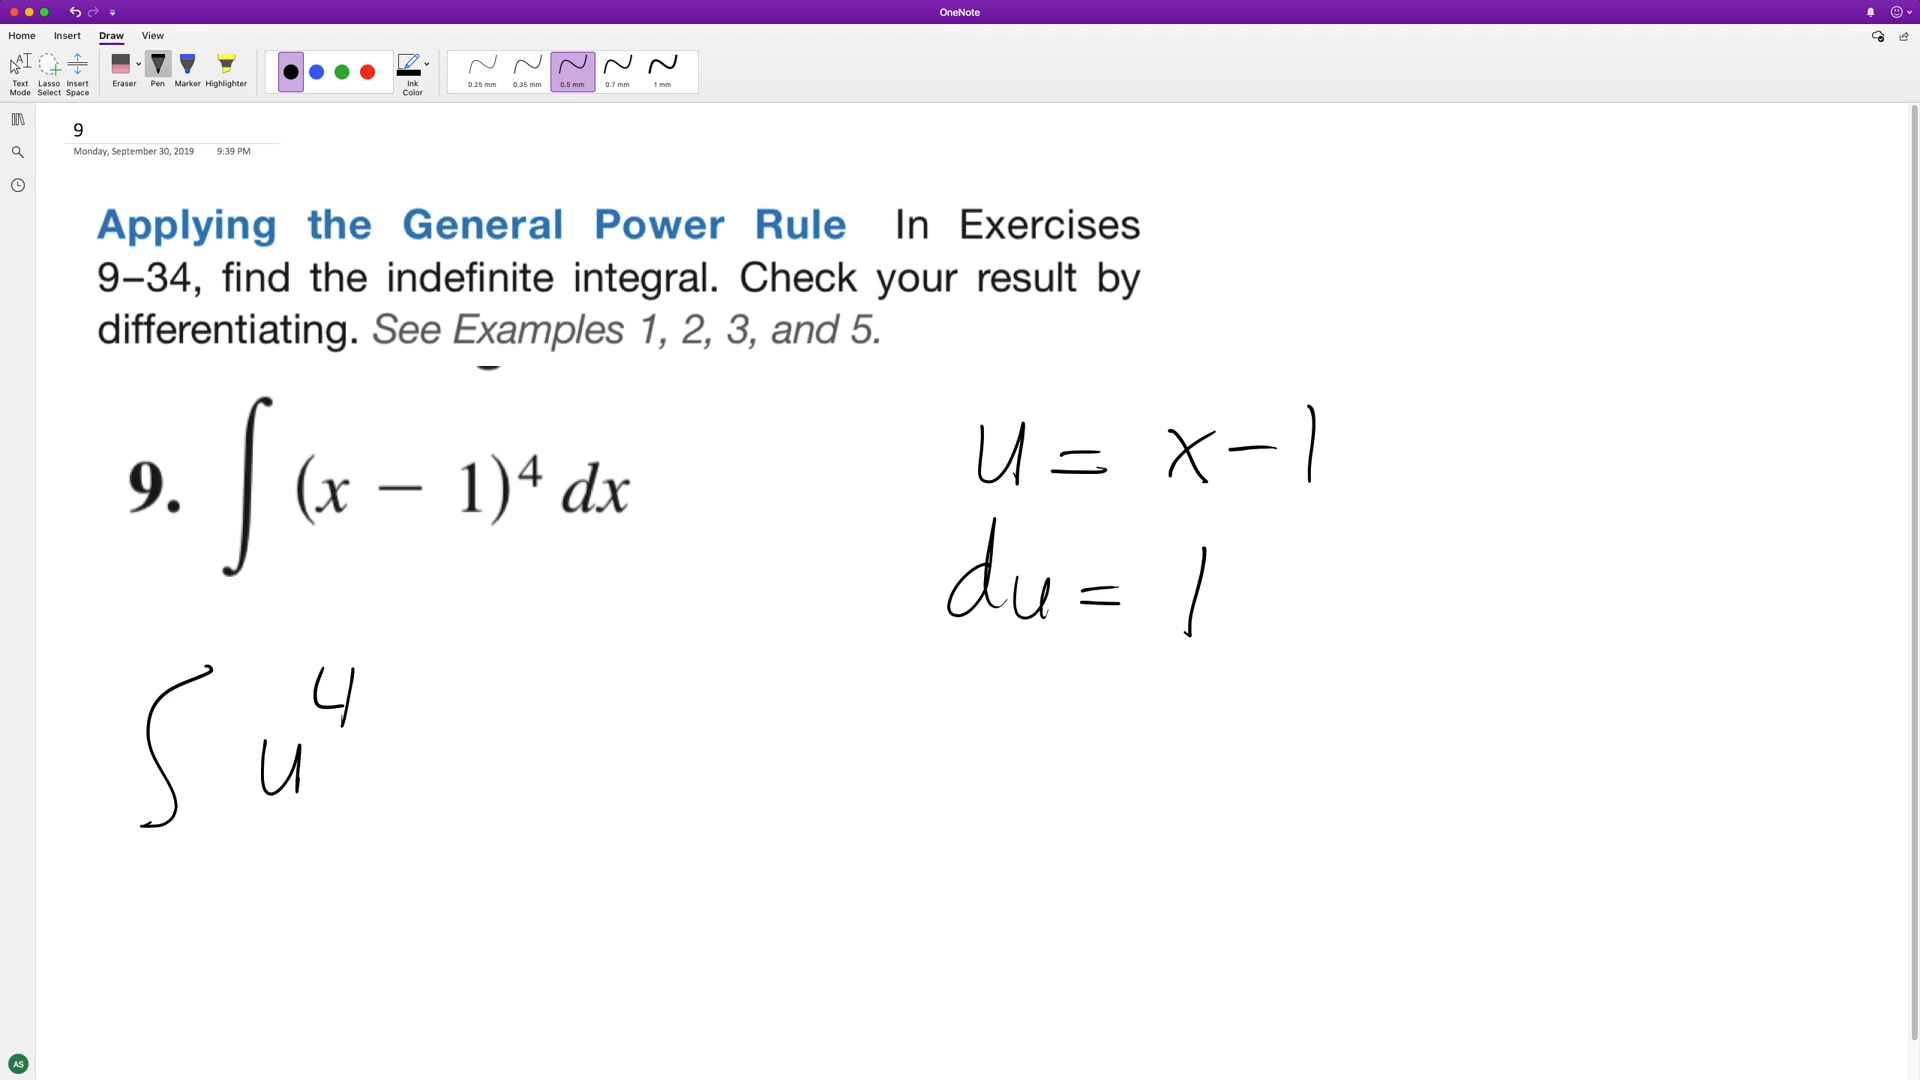 OneNote
Home Insert Draw View
Text Mode
Lasso Select
Insert Space
Eraser
Pen
Marker
Highlighter
Ink Color
0.25 mm
0.35 mm
0.5 mm
0.7 mm
1 mm
9
Monday, September 30, 2019 9:39 PM
Applying the General Power Rule In Exercises
9–34, find the indefinite integral. Check your result by
differentiating. See Examples 1, 2, 3, and 5.
9. ∫ (x − 1)⁴ dx
u = x − 1
du = 1
∫ u⁴
AS